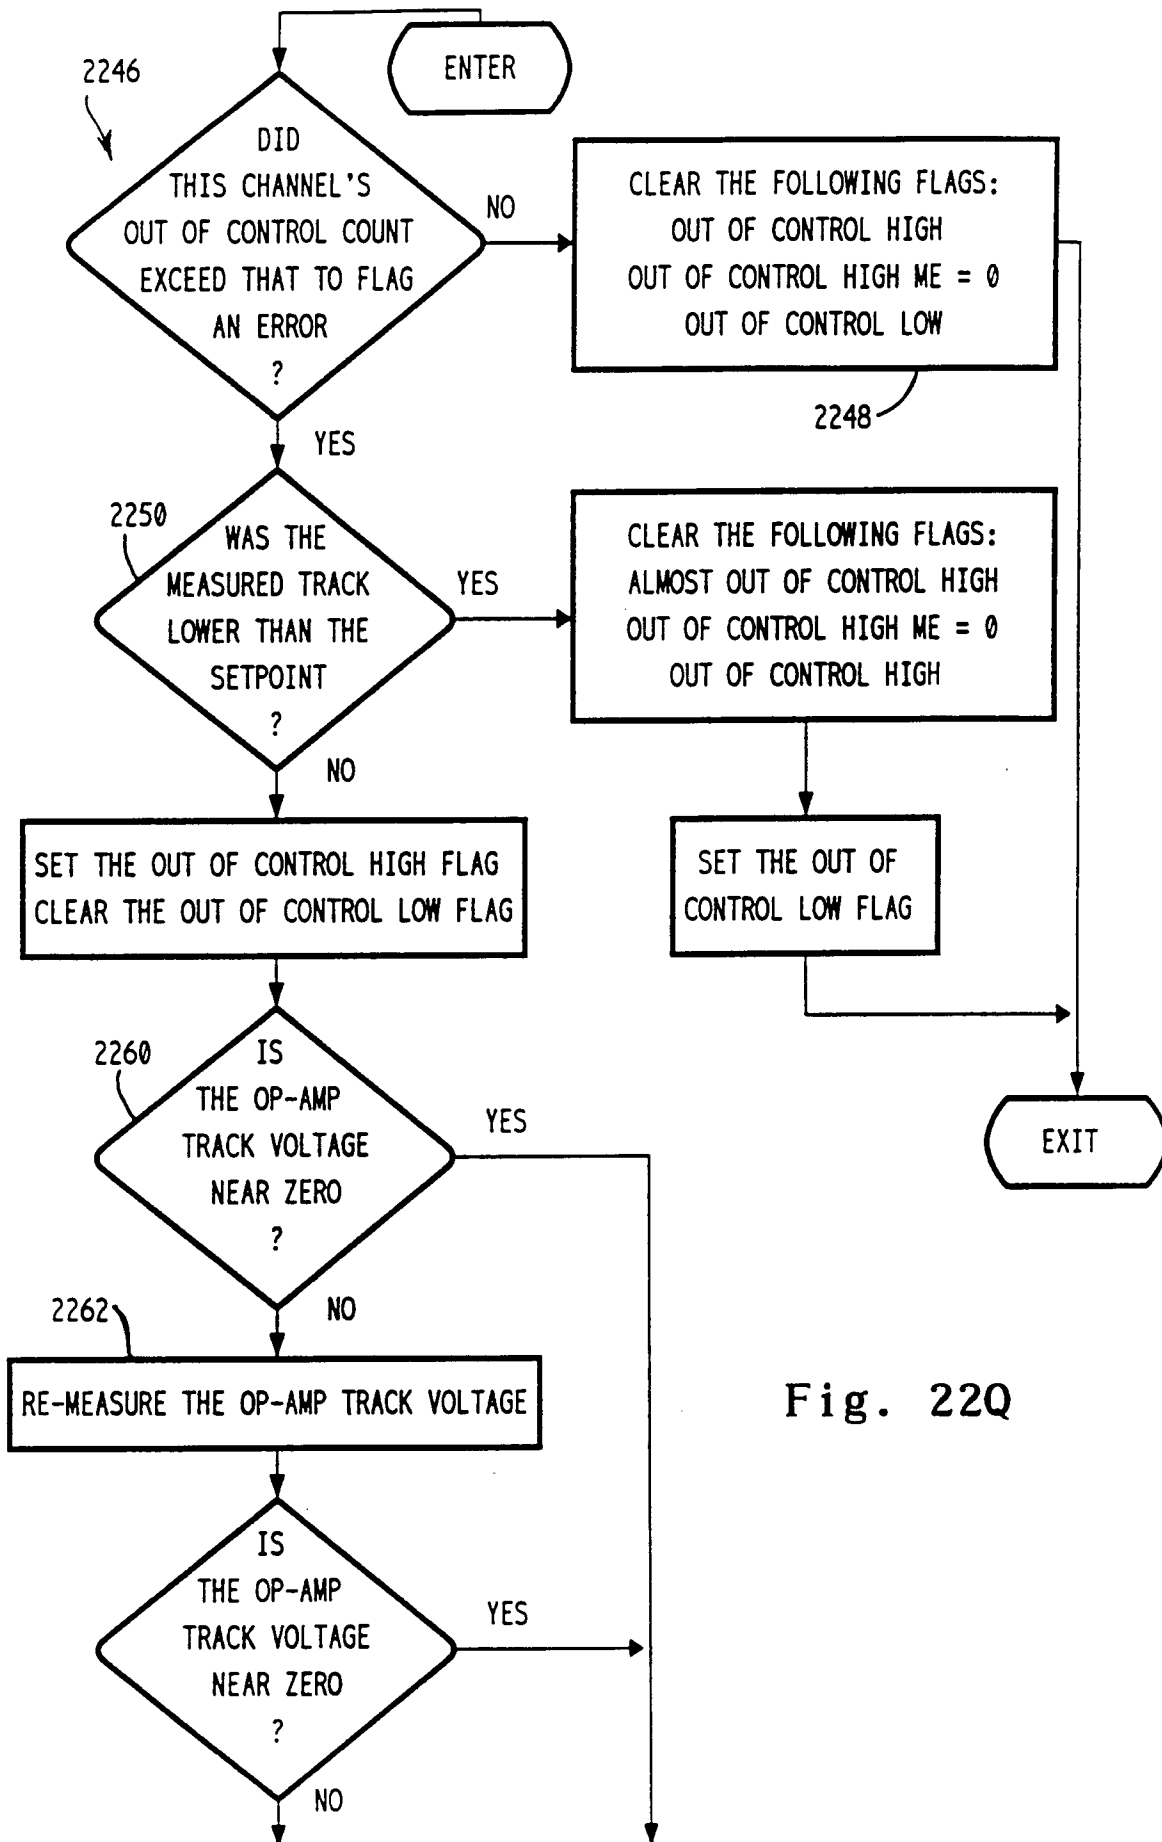 ENTER
2246
DID
THIS CHANNEL'S
OUT OF CONTROL COUNT
EXCEED THAT TO FLAG
AN ERROR
?
NO
CLEAR THE FOLLOWING FLAGS:
OUT OF CONTROL HIGH
OUT OF CONTROL HIGH ME = 0
OUT OF CONTROL LOW
2248
YES
2250
WAS THE
MEASURED TRACK
LOWER THAN THE
SETPOINT
?
YES
CLEAR THE FOLLOWING FLAGS:
ALMOST OUT OF CONTROL HIGH
OUT OF CONTROL HIGH ME = 0
OUT OF CONTROL HIGH
NO
SET THE OUT OF CONTROL HIGH FLAG
CLEAR THE OUT OF CONTROL LOW FLAG
SET THE OUT OF
CONTROL LOW FLAG
2260
IS
THE OP-AMP
TRACK VOLTAGE
NEAR ZERO
?
YES
EXIT
NO
2262
RE-MEASURE THE OP-AMP TRACK VOLTAGE
Fig. 22Q
IS
THE OP-AMP
TRACK VOLTAGE
NEAR ZERO
?
YES
NO